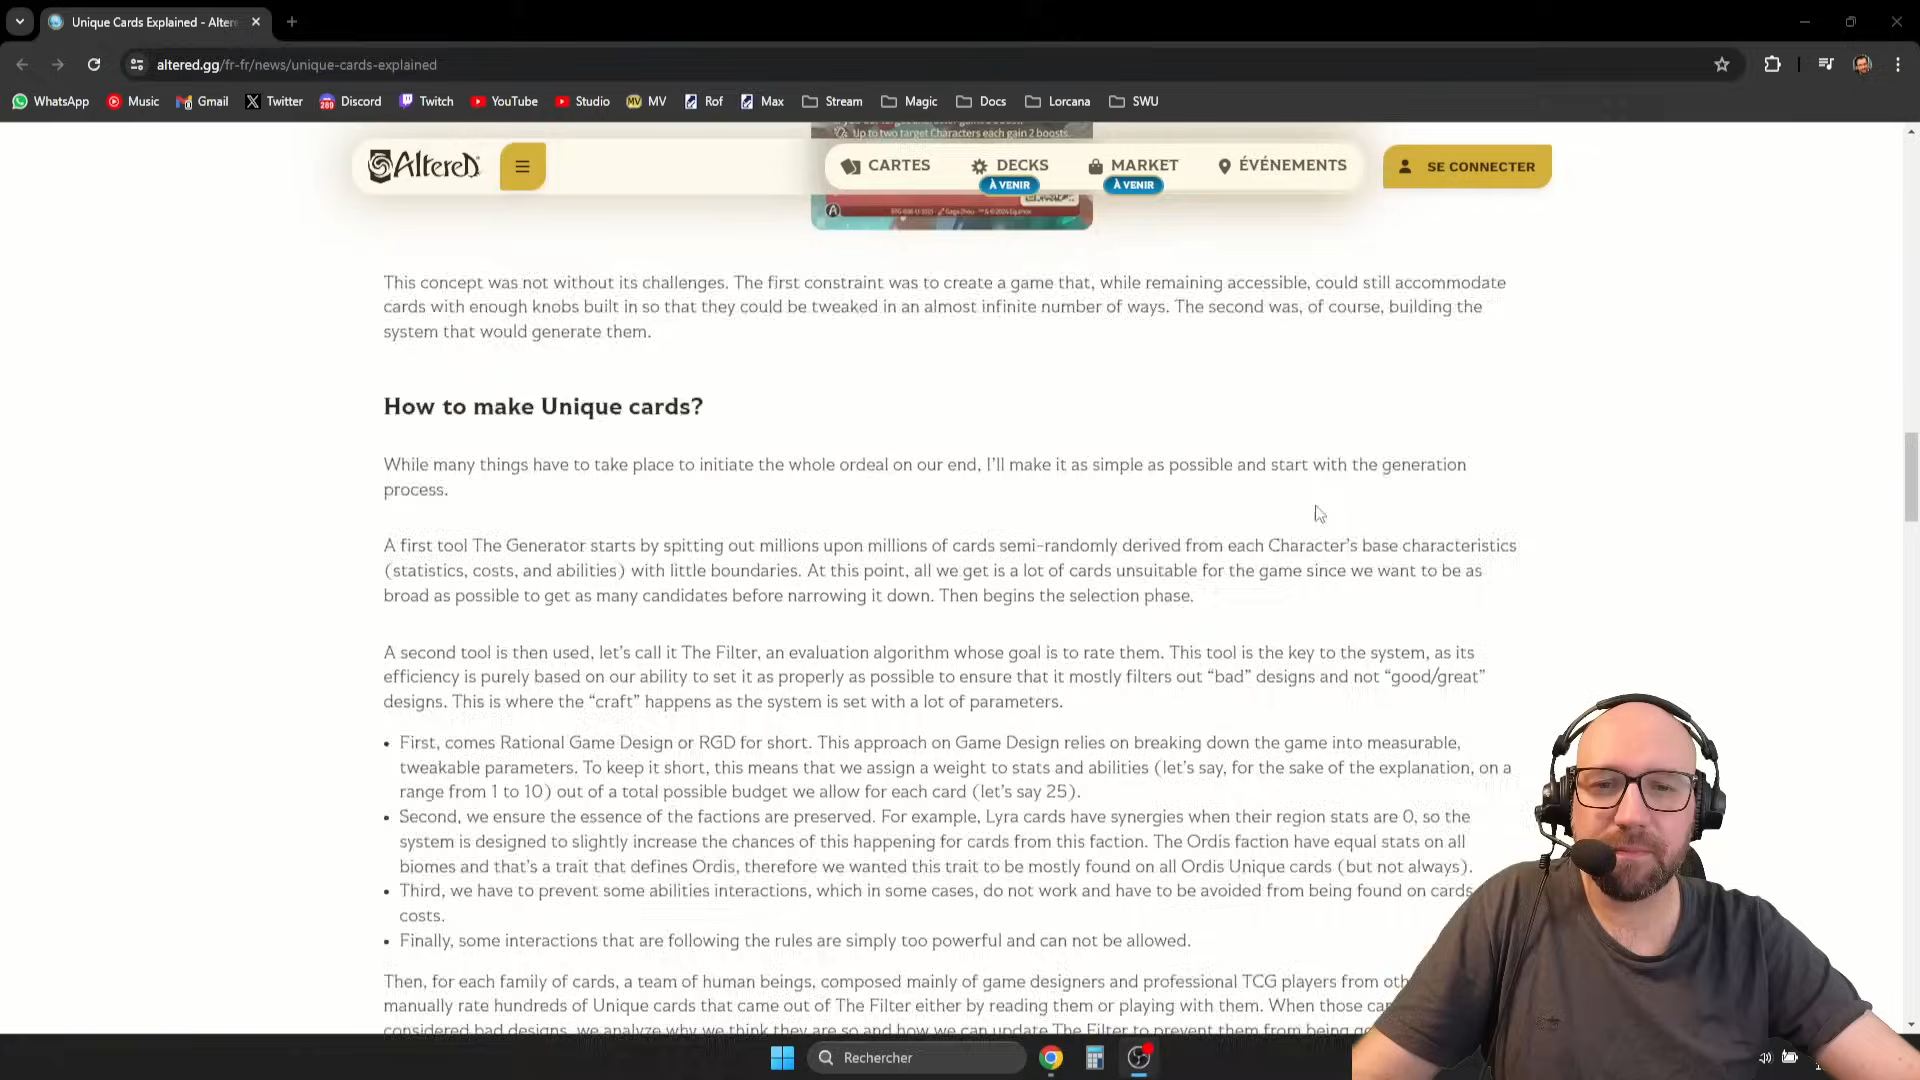 Unique Cards Explained - Alter
altered.gg/fr-fr/news/unique-cards-explained
WhatsApp Music Gmail Twitter Discord Twitch YouTube Studio MV Rof Max Stream Magic Docs Lorcana SWU
Up to two target Characters each gain 2 boosts.
Altered CARTES DECKS MARKET ÉVÉNEMENTS SE CONNECTER
À VENIR À VENIR
This concept was not without its challenges. The first constraint was to create a game that, while remaining accessible, could still accommodate
cards with enough knobs built in so that they could be tweaked in an almost infinite number of ways. The second was, of course, building the
system that would generate them.
How to make Unique cards?
While many things have to take place to initiate the whole ordeal on our end, I'll make it as simple as possible and start with the generation
process.
A first tool The Generator starts by spitting out millions upon millions of cards semi-randomly derived from each Character's base characteristics
(statistics, costs, and abilities) with little boundaries. At this point, all we get is a lot of cards unsuitable for the game since we want to be as
broad as possible to get as many candidates before narrowing it down. Then begins the selection phase.
A second tool is then used, let's call it The Filter, an evaluation algorithm whose goal is to rate them. This tool is the key to the system, as its
efficiency is purely based on our ability to set it as properly as possible to ensure that it mostly filters out “bad” designs and not “good/great”
designs. This is where the “craft” happens as the system is set with a lot of parameters.
• First, comes Rational Game Design or RGD for short. This approach on Game Design relies on breaking down the game into measurable,
tweakable parameters. To keep it short, this means that we assign a weight to stats and abilities (let's say, for the sake of the explanation, on a
range from 1 to 10) out of a total possible budget we allow for each card (let's say 25).
• Second, we ensure the essence of the factions are preserved. For example, Lyra cards have synergies when their region stats are 0, so the
system is designed to slightly increase the chances of this happening for cards from this faction. The Ordis faction have equal stats on all
biomes and that's a trait that defines Ordis, therefore we wanted this trait to be mostly found on all Ordis Unique cards (but not always).
• Third, we have to prevent some abilities interactions, which in some cases, do not work and have to be avoided from being found on cards
costs.
• Finally, some interactions that are following the rules are simply too powerful and can not be allowed.
Then, for each family of cards, a team of human beings, composed mainly of game designers and professional TCG players from
manually rate hundreds of Unique cards that came out of The Filter either by reading them or playing with them. When those
considered bad designs, we analyze why we think they are so and how we can update The Filter to prevent them from being
Rechercher